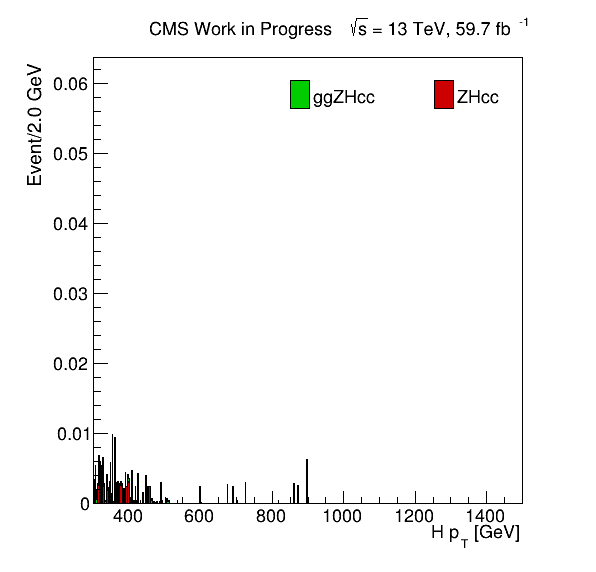 CMS Work in Progress √s = 13 TeV, 59.7 fb⁻¹
Event/2.0 GeV
ggZHcc ZHcc
0.06
0.05
0.04
0.03
0.02
0.01
0
400 600 800 1000 1200 1400
H p_T [GeV]